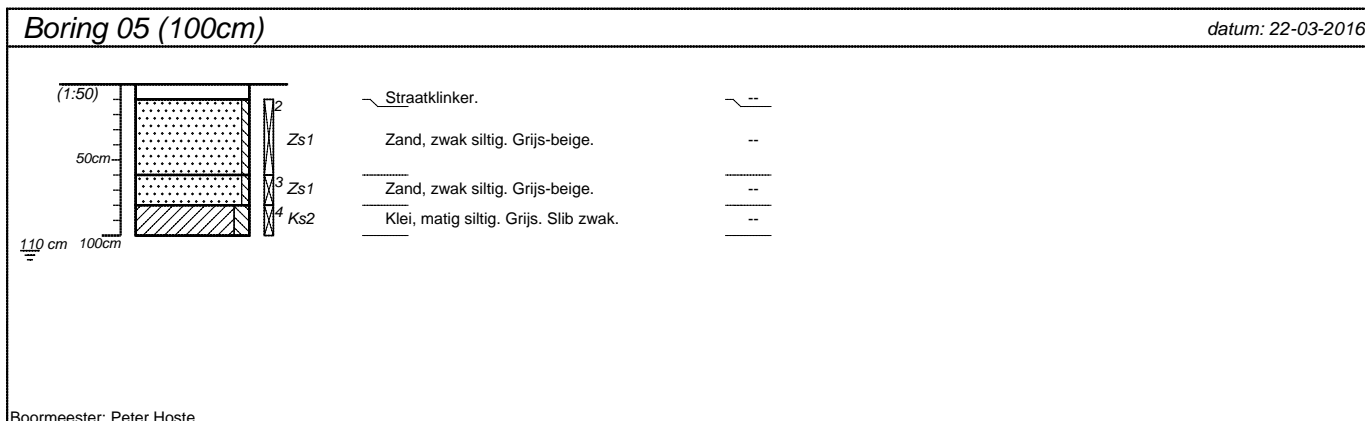 Boring 05 (100cm)
datum: 22-03-2016
(1:50)
Straatklinker.
--
2
Zs1
Zand, zwak siltig. Grijs-beige.
--
50cm
3
Zs1
Zand, zwak siltig. Grijs-beige.
--
4
Ks2
Klei, matig siltig. Grijs. Slib zwak.
--
110 cm
100cm
Boormeester: Peter Hoste